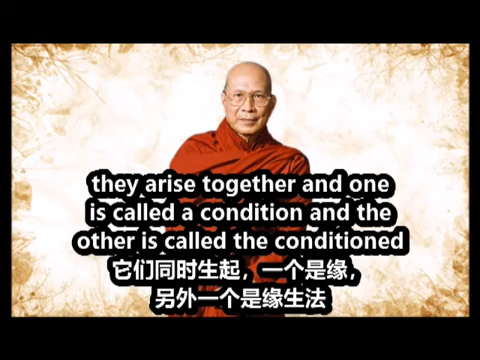 they arise together and one
is called a condition and the
other is called the conditioned
它们同时生起，一个是缘，
另外一个是缘生法